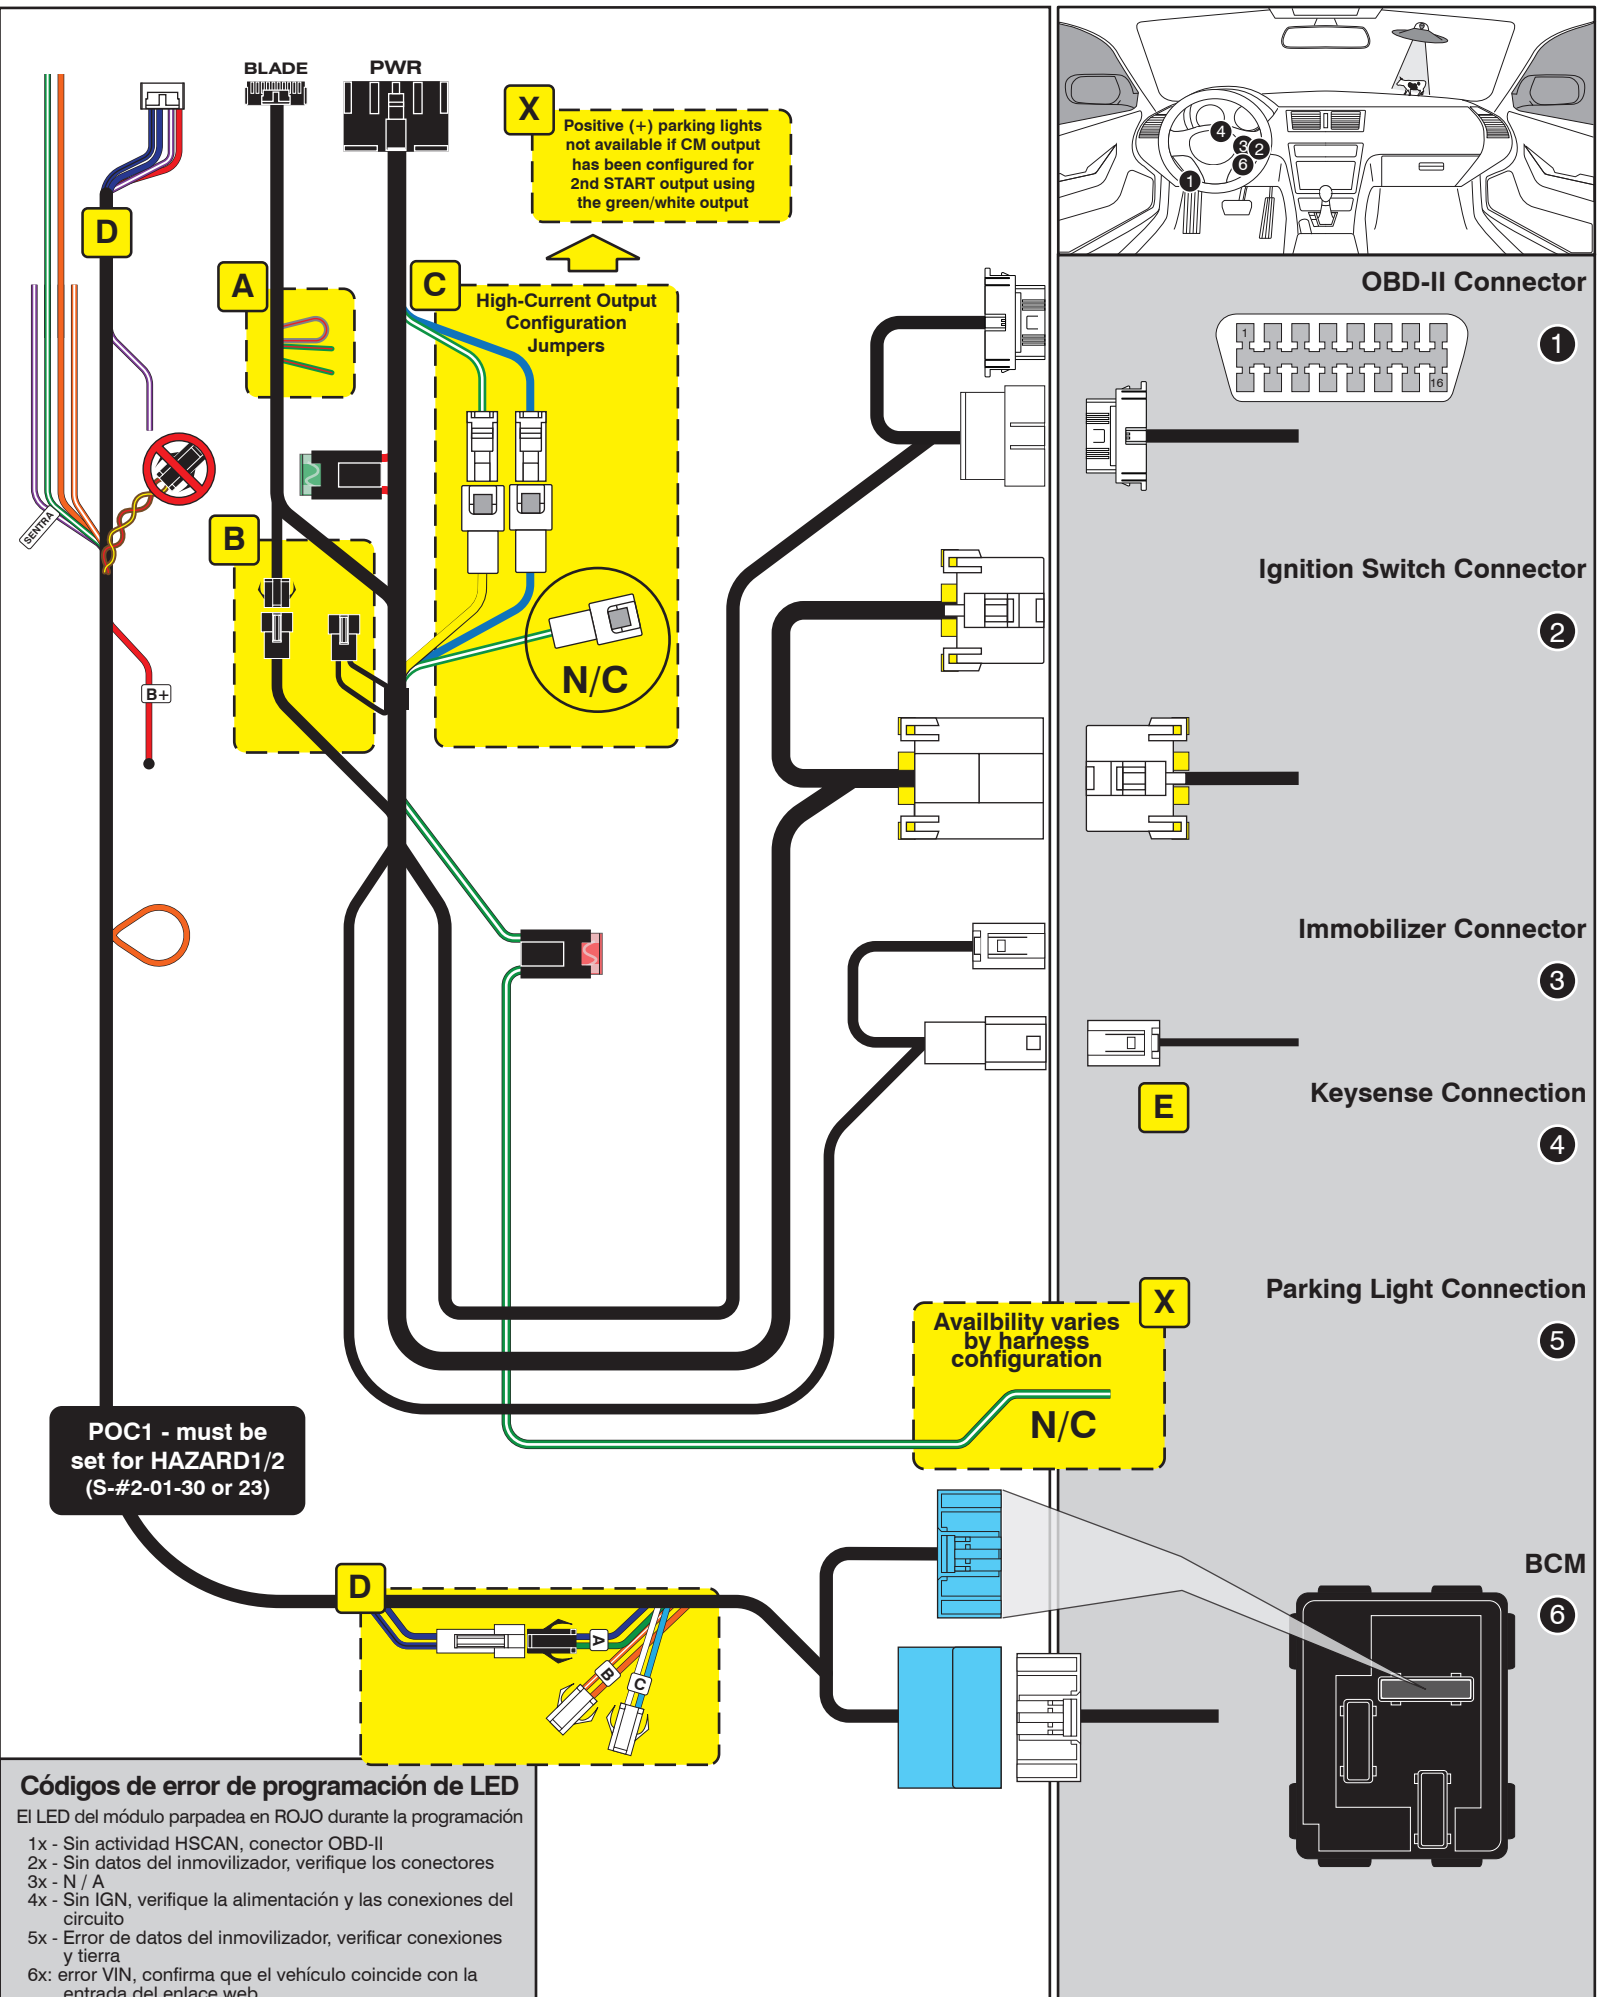 BLADE
PWR
X
Positive (+) parking lights
not available if CM output
has been configured for
2nd START output using
the green/white output
D
A
C
High-Current Output
Configuration
Jumpers
SENTRA
B
N/C
B+
4
3
2
6
1
OBD-II Connector
1
1
16
Ignition Switch Connector
2
Immobilizer Connector
3
E
Keysense Connection
4
X
Parking Light Connection
5
Availbility varies
by harness
configuration
N/C
POC1 - must be
set for HAZARD1/2
(S-#2-01-30 or 23)
D
A
B
C
BCM
6
Códigos de error de programación de LED
El LED del módulo parpadea en ROJO durante la programación
1x - Sin actividad HSCAN, conector OBD-II
2x - Sin datos del inmovilizador, verifique los conectores
3x - N / A
4x - Sin IGN, verifique la alimentación y las conexiones del
circuito
5x - Error de datos del inmovilizador, verificar conexiones
y tierra
6x: error VIN, confirma que el vehículo coincide con la
entrada del enlace web